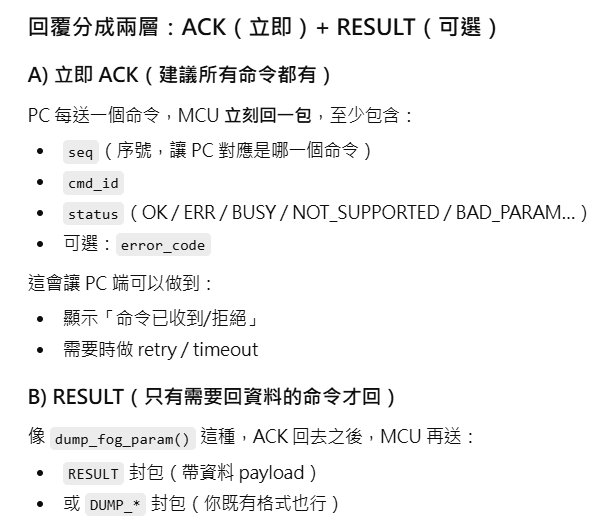 回覆分成兩層：ACK（立即）+ RESULT（可選）
A) 立即 ACK（建議所有命令都有）
PC 每送一個命令，MCU 立刻回一包，至少包含：
• seq（序號，讓 PC 對應是哪一個命令）
• cmd_id
• status（OK / ERR / BUSY / NOT_SUPPORTED / BAD_PARAM...）
• 可選：error_code
這會讓 PC 端可以做到：
• 顯示「命令已收到/拒絕」
• 需要時做 retry / timeout
B) RESULT（只有需要回資料的命令才回）
像 dump_fog_param() 這種，ACK 回去之後，MCU 再送：
• RESULT 封包（帶資料 payload）
• 或 DUMP_* 封包（你既有格式也行）